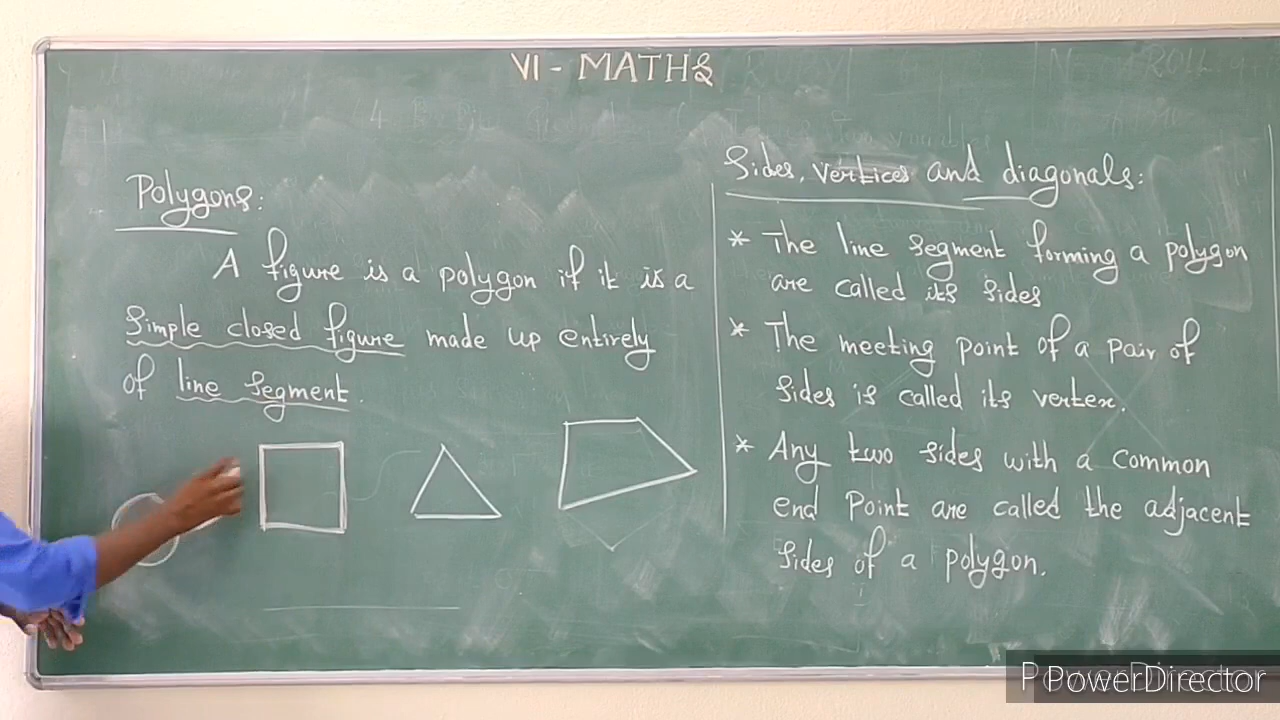 VI - MATHS
Polygons:
A figure is a polygon if it is a
simple closed figure made up entirely
of line segment.
Sides, vertices and diagonals:
* The line segment forming a polygon
are called its sides
* The meeting point of a pair of
sides is called its vertex.
* Any two sides with a common
end point are called the adjacent
sides of a polygon.
PowerDirector